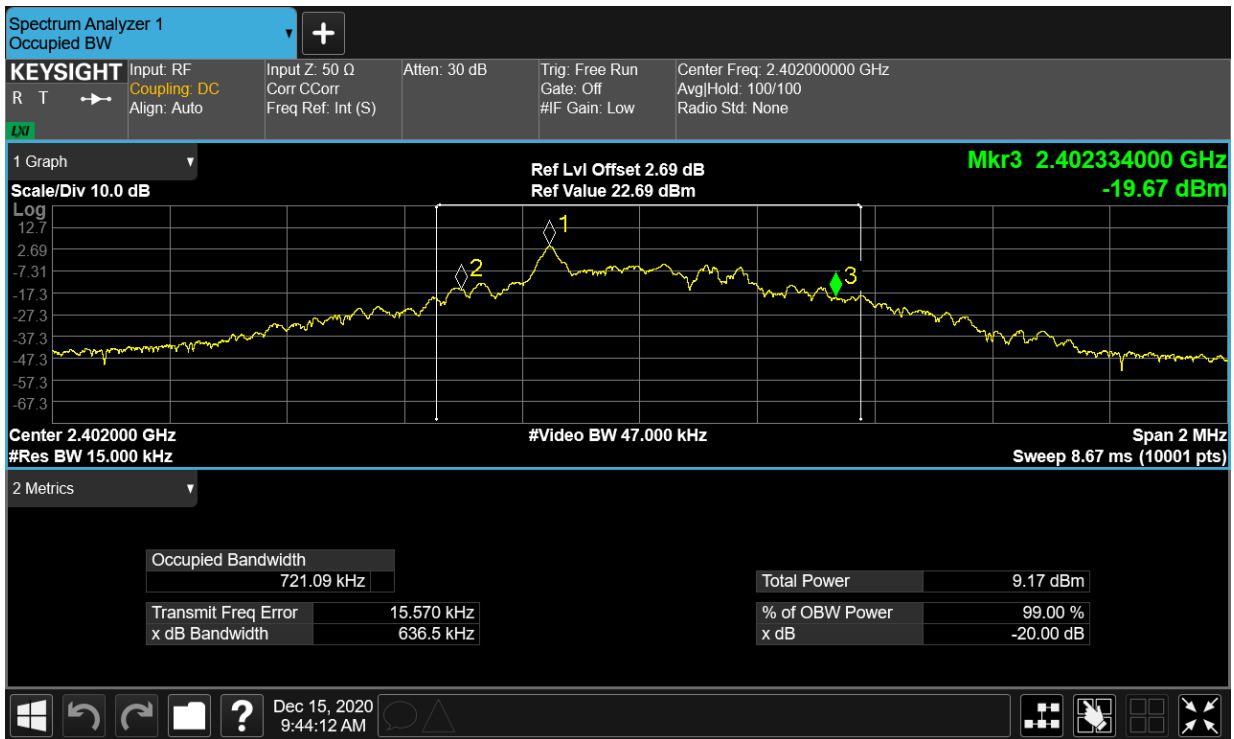 Spectrum Analyzer 1
Occupied BW
▼
+
KEYSIGHT
R T
LXI
Input: RF
Coupling: DC
Align: Auto
Input Z: 50 Ω
Corr CCorr
Freq Ref: Int (S)
Atten: 30 dB
Trig: Free Run
Gate: Off
#IF Gain: Low
Center Freq: 2.402000000 GHz
Avg|Hold: 100/100
Radio Std: None
1 Graph ▼
Scale/Div 10.0 dB
Ref Lvl Offset 2.69 dB
Ref Value 22.69 dBm
Mkr3 2.402334000 GHz
-19.67 dBm
Log
12.7
2.69
-7.31
-17.3
-27.3
-37.3
-47.3
-57.3
-67.3
1
2
3
Center 2.402000 GHz
#Res BW 15.000 kHz
#Video BW 47.000 kHz
Span 2 MHz
Sweep 8.67 ms (10001 pts)
2 Metrics ▼
Occupied Bandwidth
721.09 kHz
Transmit Freq Error 15.570 kHz
x dB Bandwidth 636.5 kHz
Total Power 9.17 dBm
% of OBW Power 99.00 %
x dB -20.00 dB
?
Dec 15, 2020
9:44:12 AM